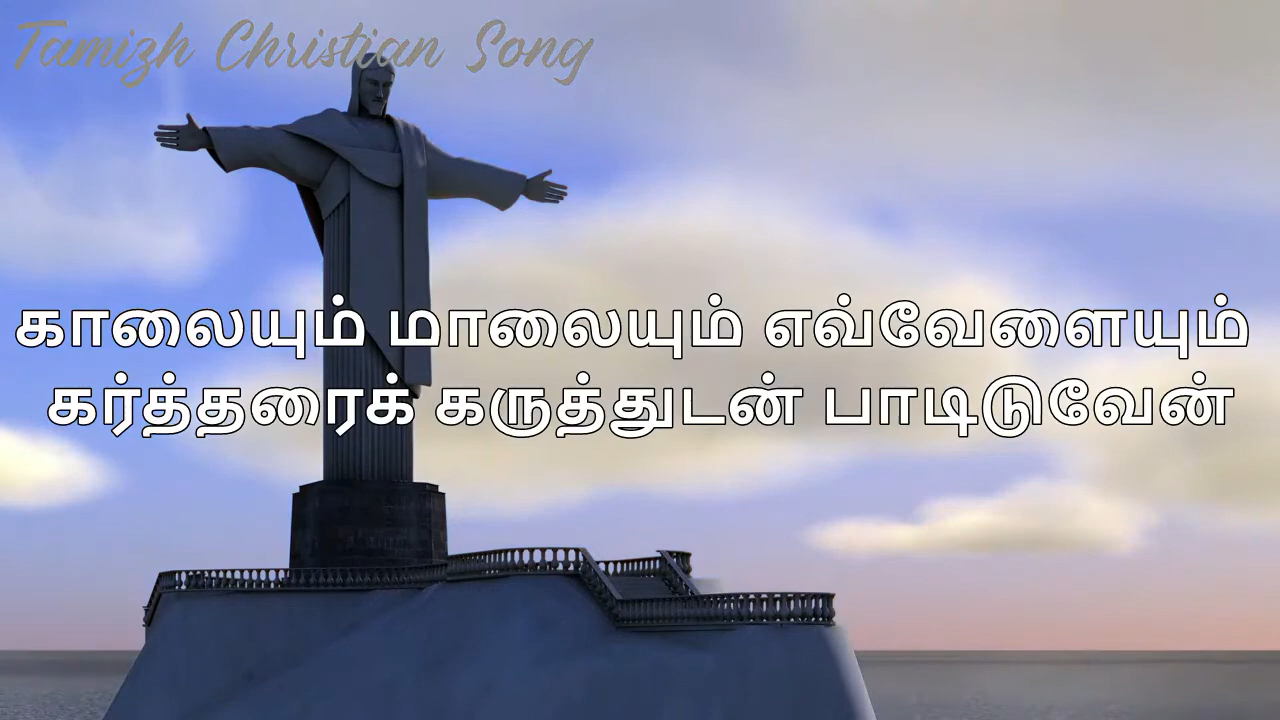 Tamizh Christian Song
காலையும் மாலையும் எவ்வேளையும்
கர்த்தரைக் கருத்துடன் பாடிடுவேன்